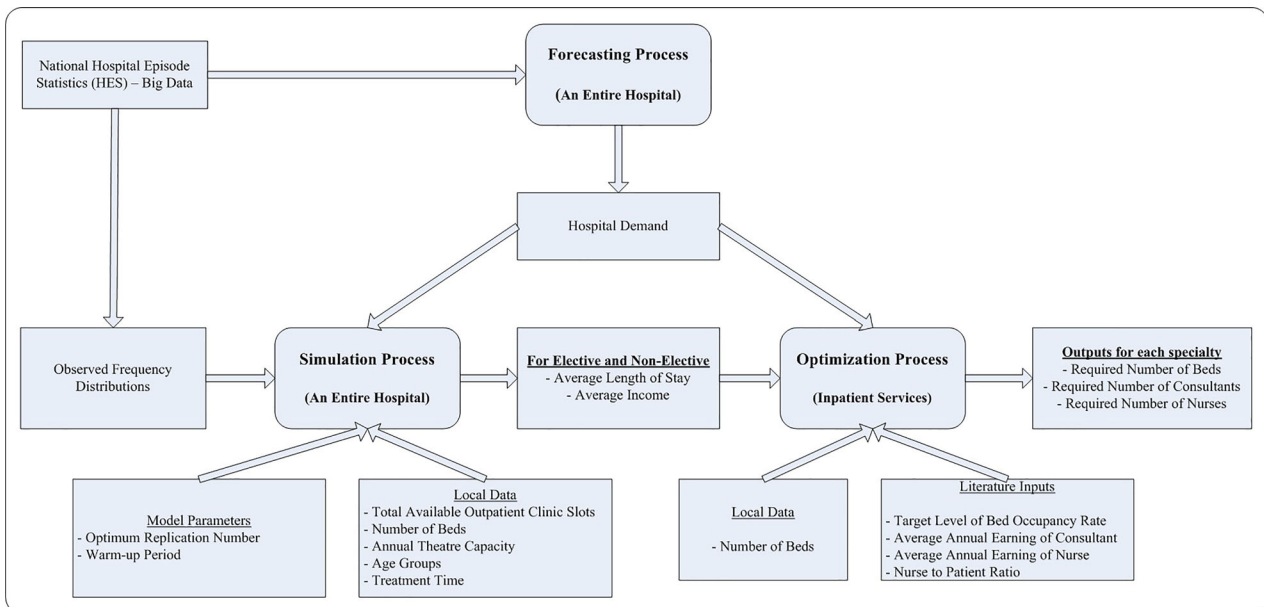 National Hospital Episode
Statistics (HES) – Big Data
Forecasting Process
(An Entire Hospital)
Hospital Demand
Observed Frequency
Distributions
Simulation Process
(An Entire Hospital)
For Elective and Non-Elective
- Average Length of Stay
- Average Income
Optimization Process
(Inpatient Services)
Outputs for each specialty
- Required Number of Beds
- Required Number of Consultants
- Required Number of Nurses
Model Parameters
- Optimum Replication Number
- Warm-up Period
Local Data
- Total Available Outpatient Clinic Slots
- Number of Beds
- Annual Theatre Capacity
- Age Groups
- Treatment Time
Local Data
- Number of Beds
Literature Inputs
- Target Level of Bed Occupancy Rate
- Average Annual Earning of Consultant
- Average Annual Earning of Nurse
- Nurse to Patient Ratio